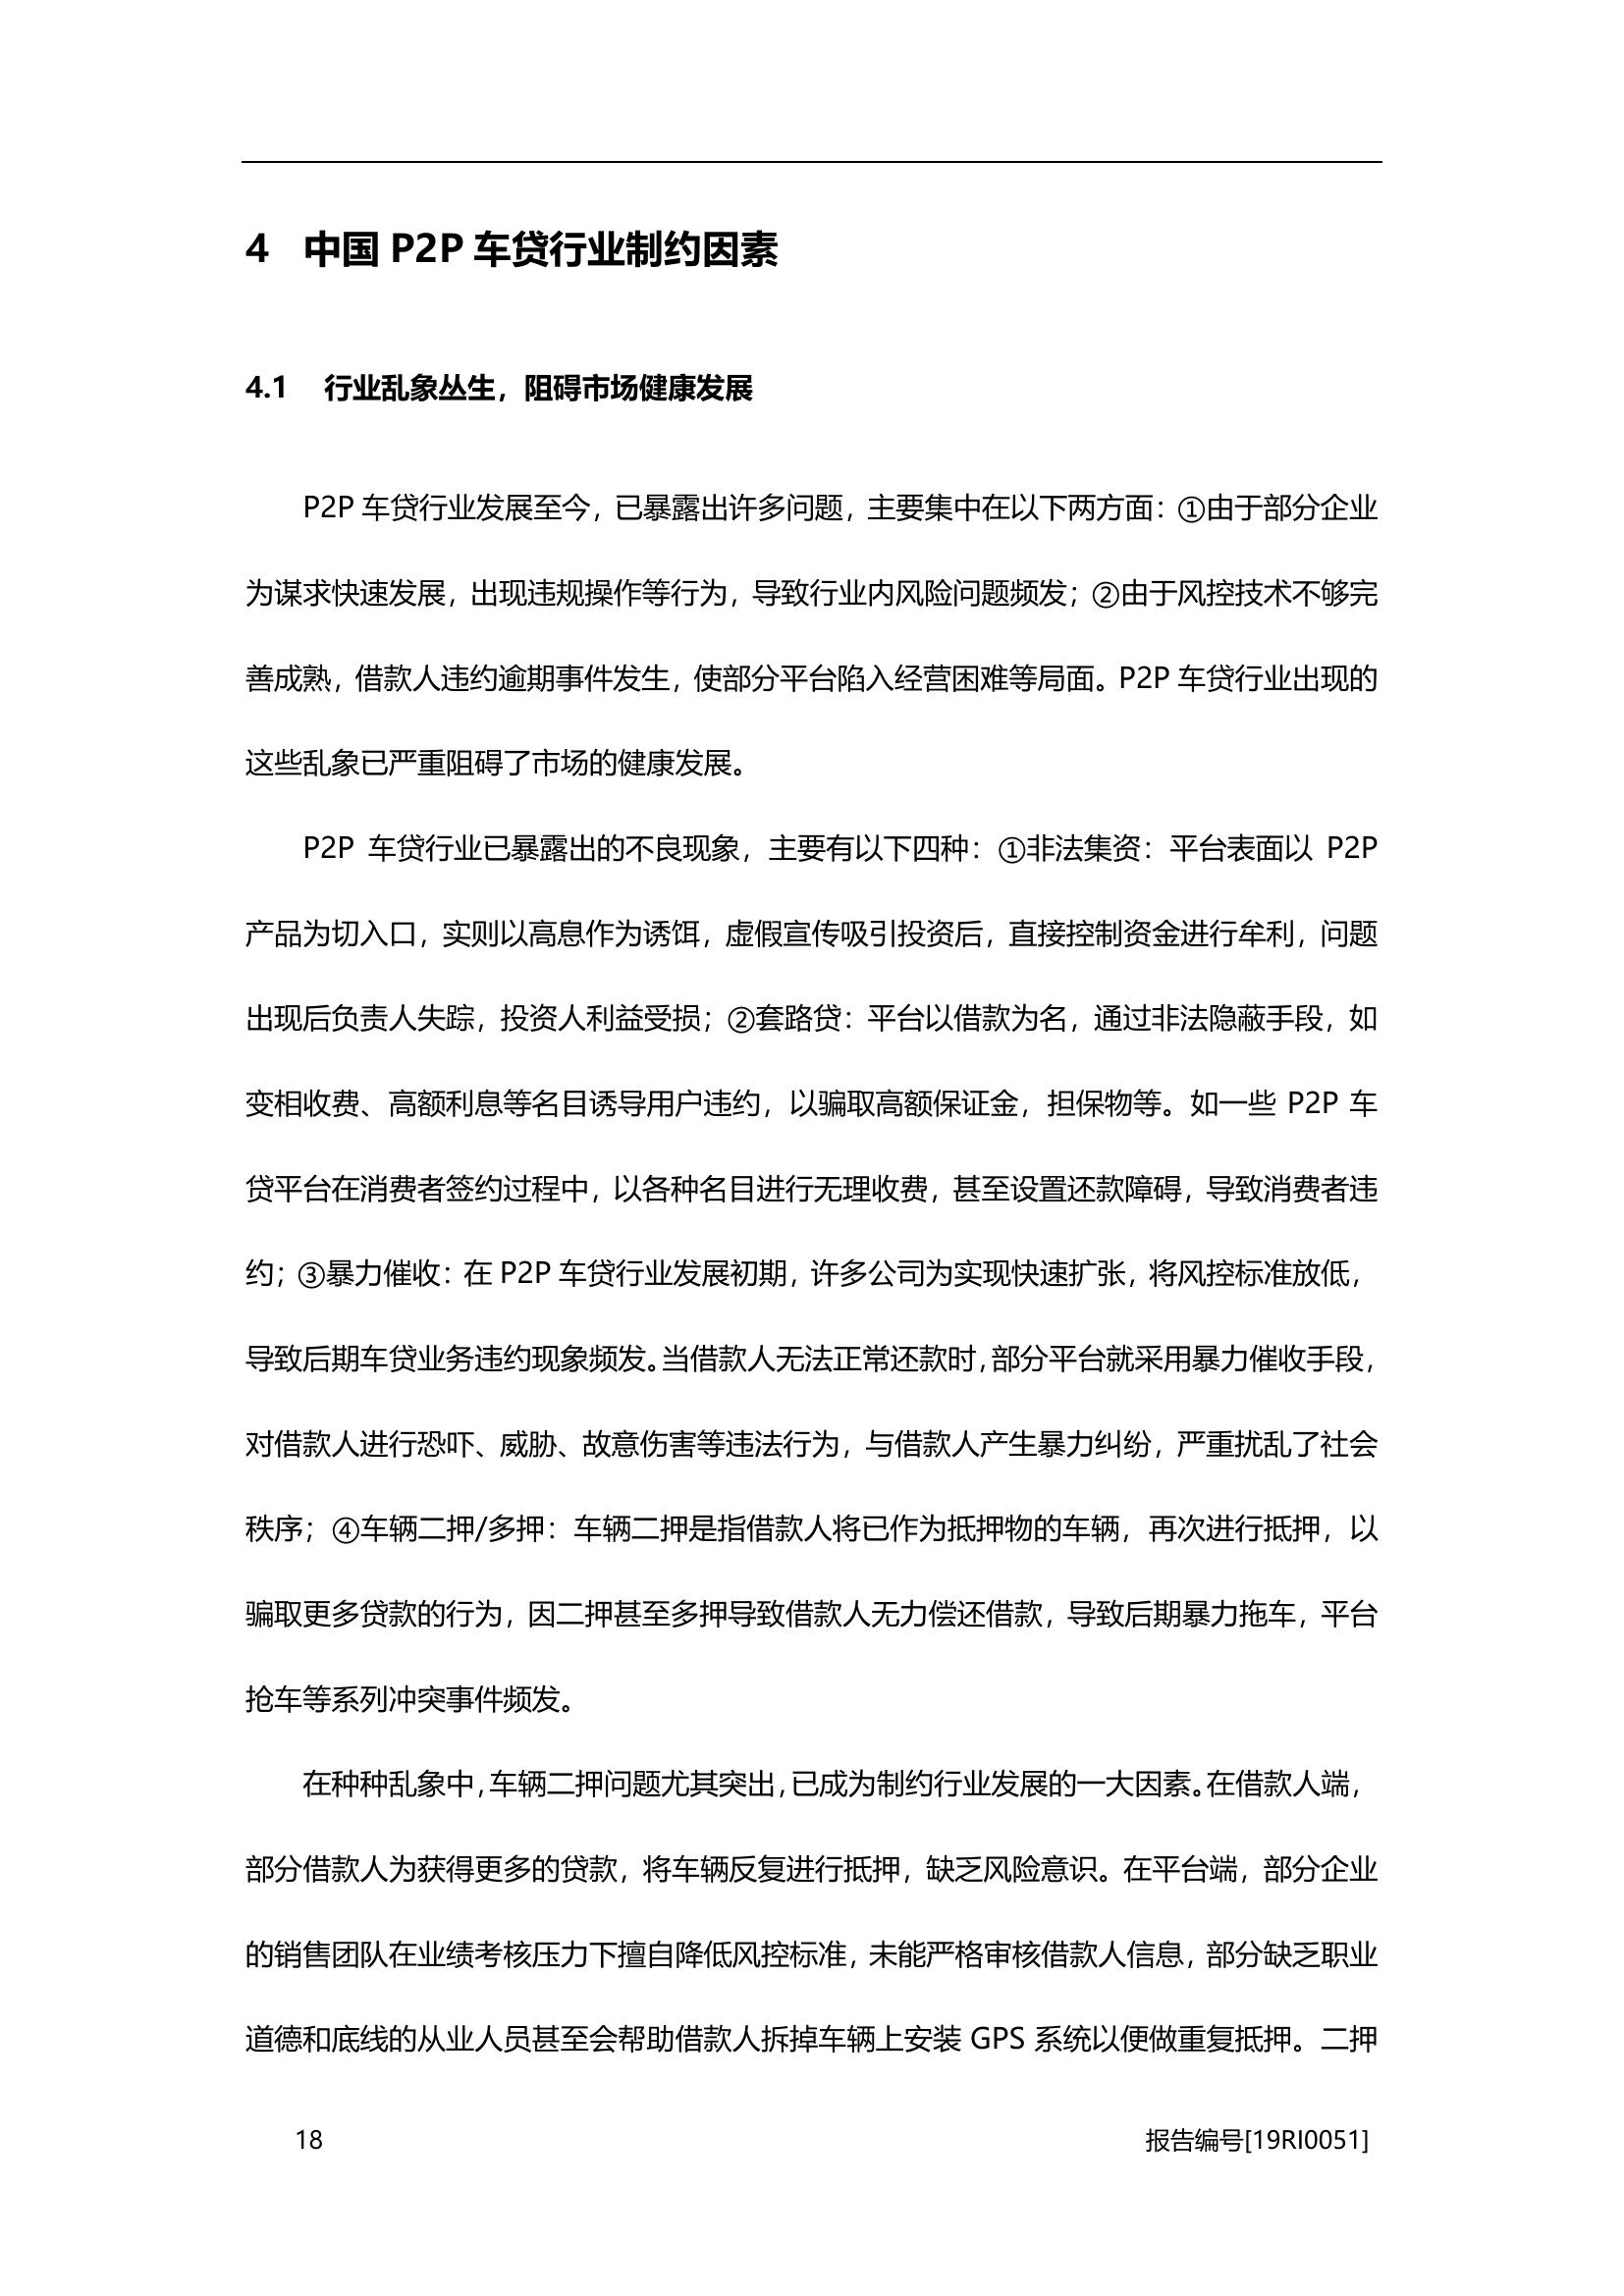 4 中国 P2P 车贷行业制约因素
4.1 行业乱象丛生，阻碍市场健康发展
P2P 车贷行业发展至今，已暴露出许多问题，主要集中在以下两方面：①由于部分企业
为谋求快速发展，出现违规操作等行为，导致行业内风险问题频发；②由于风控技术不够完
善成熟，借款人违约逾期事件发生，使部分平台陷入经营困难等局面。P2P 车贷行业出现的
这些乱象已严重阻碍了市场的健康发展。
P2P 车贷行业已暴露出的不良现象，主要有以下四种：①非法集资：平台表面以 P2P
产品为切入口，实则以高息作为诱饵，虚假宣传吸引投资后，直接控制资金进行牟利，问题
出现后负责人失踪，投资人利益受损；②套路贷：平台以借款为名，通过非法隐蔽手段，如
变相收费、高额利息等名目诱导用户违约，以骗取高额保证金，担保物等。如一些 P2P 车
贷平台在消费者签约过程中，以各种名目进行无理收费，甚至设置还款障碍，导致消费者违
约；③暴力催收：在 P2P 车贷行业发展初期，许多公司为实现快速扩张，将风控标准放低，
导致后期车贷业务违约现象频发。当借款人无法正常还款时，部分平台就采用暴力催收手段，
对借款人进行恐吓、威胁、故意伤害等违法行为，与借款人产生暴力纠纷，严重扰乱了社会
秩序；④车辆二押/多押：车辆二押是指借款人将已作为抵押物的车辆，再次进行抵押，以
骗取更多贷款的行为，因二押甚至多押导致借款人无力偿还借款，导致后期暴力拖车，平台
抢车等系列冲突事件频发。
在种种乱象中，车辆二押问题尤其突出，已成为制约行业发展的一大因素。在借款人端，
部分借款人为获得更多的贷款，将车辆反复进行抵押，缺乏风险意识。在平台端，部分企业
的销售团队在业绩考核压力下擅自降低风控标准，未能严格审核借款人信息，部分缺乏职业
道德和底线的从业人员甚至会帮助借款人拆掉车辆上安装 GPS 系统以便做重复抵押。二押
18 报告编号[19RI0051]